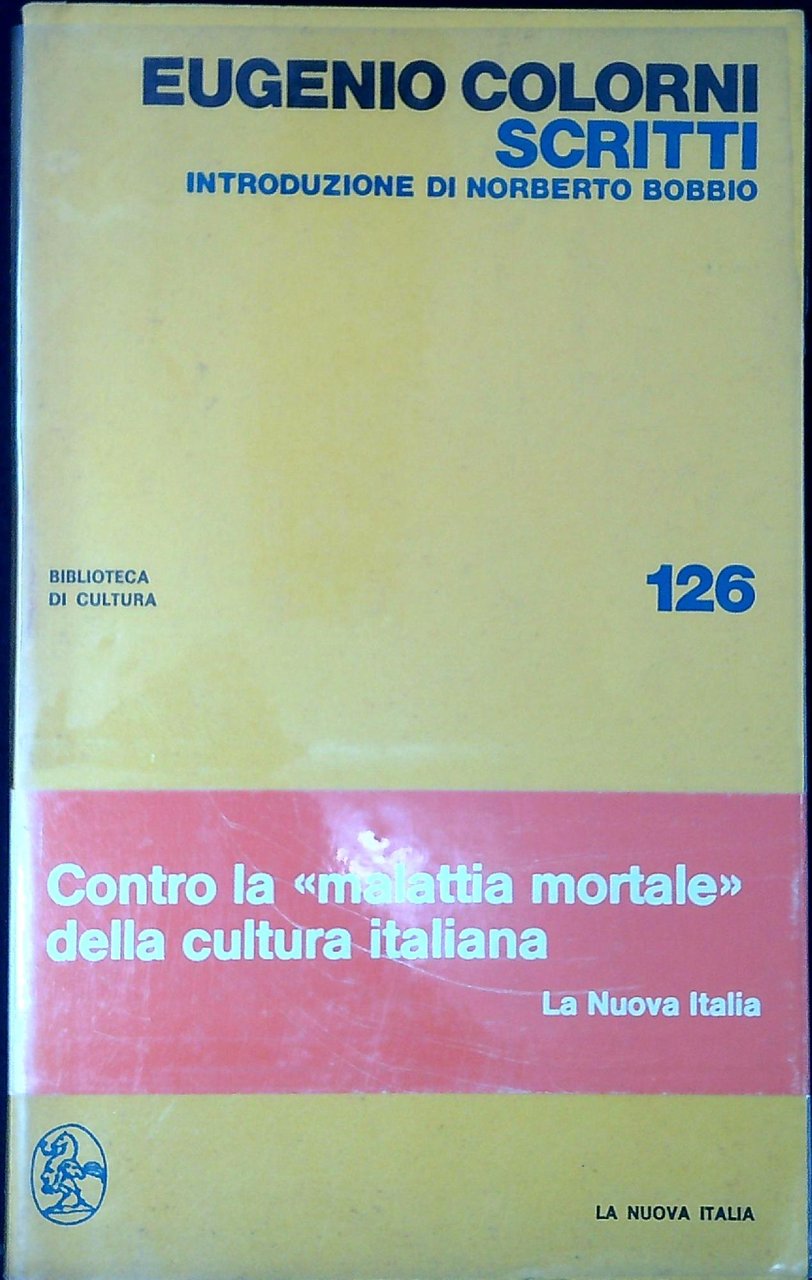 EUGENIO COLORNI
SCRITTI
INTRODUZIONE DI NORBERTO BOBBIO
BIBLIOTECA
DI CULTURA
126
Contro la «malattia mortale»
della cultura italiana
La Nuova Italia
LA NUOVA ITALIA